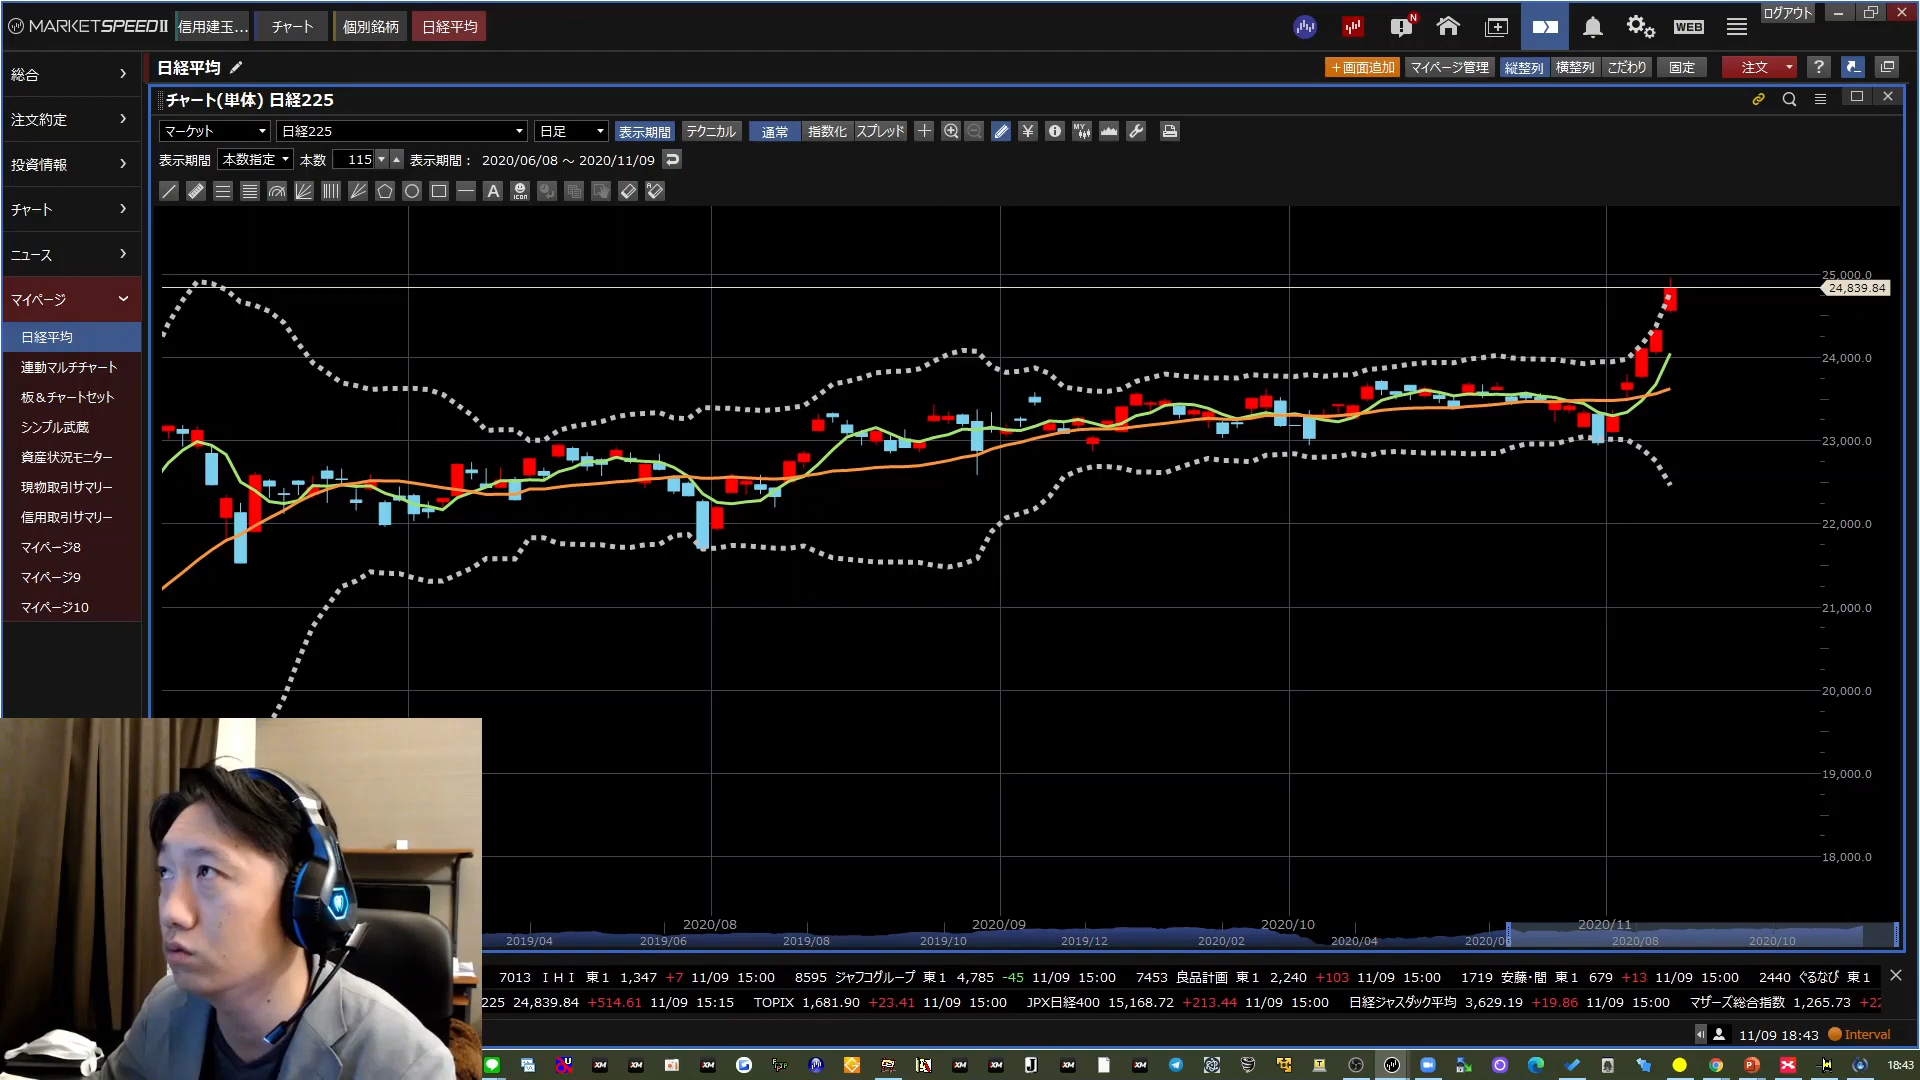 MARKETSPEEDII
信用建玉...
チャート
個別銘柄
日経平均
N
WEB
ログアウト
総合
注文約定
投資情報
チャート
ニュース
マイページ
日経平均
連動マルチチャート
板&チャートセット
シンプル武蔵
資産状況モニター
現物取引サマリー
信用取引サマリー
マイページ8
マイページ9
マイページ10
日経平均
+画面追加
マイページ管理
縦整列
横整列
こだわり
固定
注文
?
チャート(単体) 日経225
マーケット
日経225
日足
表示期間
テクニカル
通常
指数化
スプレッド
¥
MY
表示期間
本数指定
本数
115
表示期間: 2020/06/08 ～ 2020/11/09
A
ICON
25,000.0
24,839.84
24,000.0
23,000.0
22,000.0
21,000.0
20,000.0
19,000.0
18,000.0
2020/08
2020/09
2020/10
2020/11
2019/04
2019/06
2019/08
2019/10
2019/12
2020/02
2020/04
2020/08
2020/10
7013 IHI 東1 1,347 +7 11/09 15:00 8595 ジャフコグループ 東1 4,785 -45 11/09 15:00 7453 良品計画 東1 2,240 +103 11/09 15:00 1719 安藤・間 東1 679 +13 11/09 15:00 2440 ぐるなび 東1
225 24,839.84 +514.61 11/09 15:15 TOPIX 1,681.90 +23.41 11/09 15:00 JPX日経400 15,168.72 +213.44 11/09 15:00 日経ジャスダック平均 3,629.19 +19.86 11/09 15:00 マザーズ総合指数 1,265.73 +22
11/09 18:43
Interval
18:43